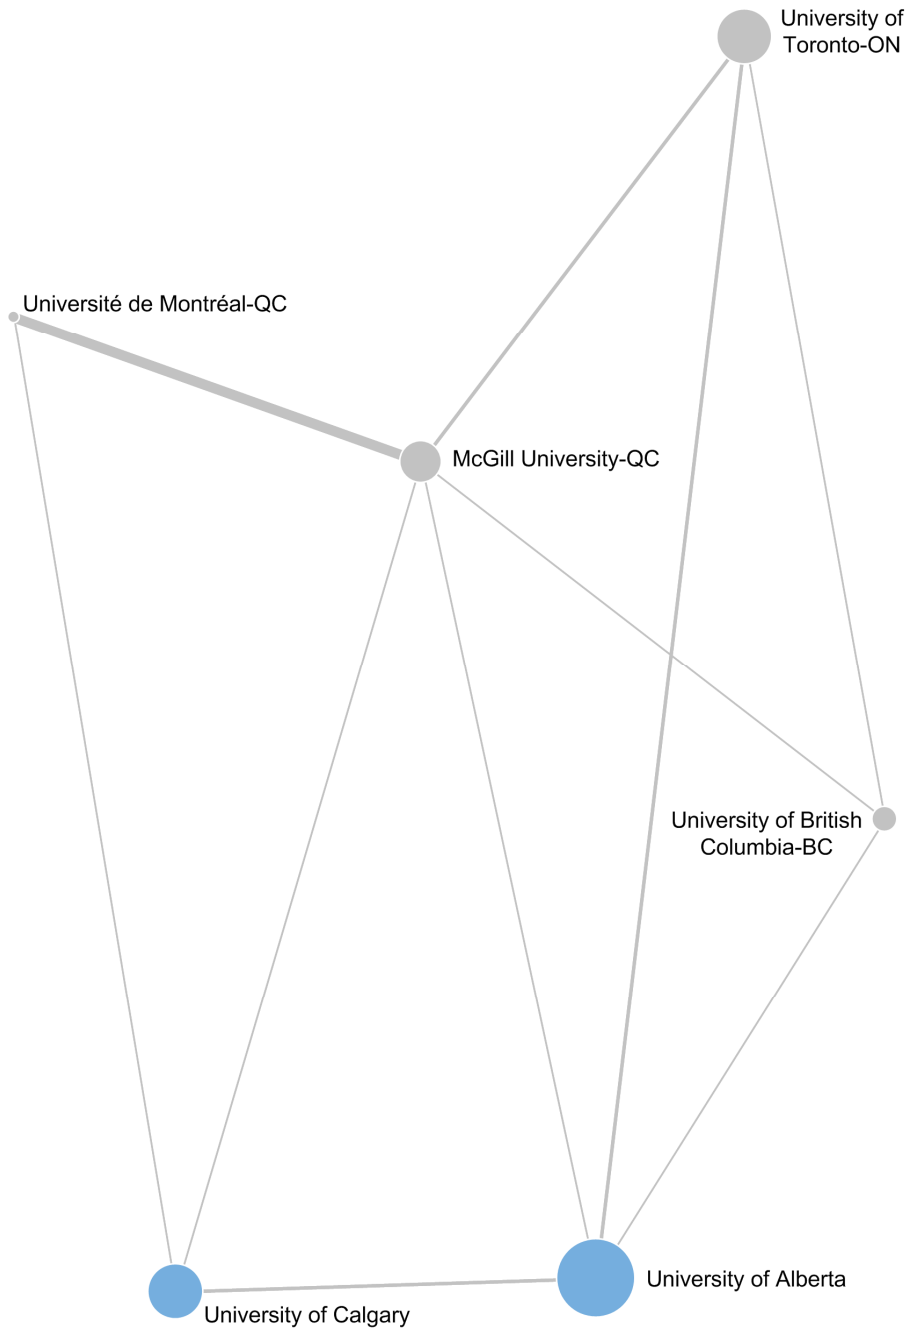 University of
Toronto-ON
Université de Montréal-QC
McGill University-QC
University of British
Columbia-BC
University of Alberta
University of Calgary